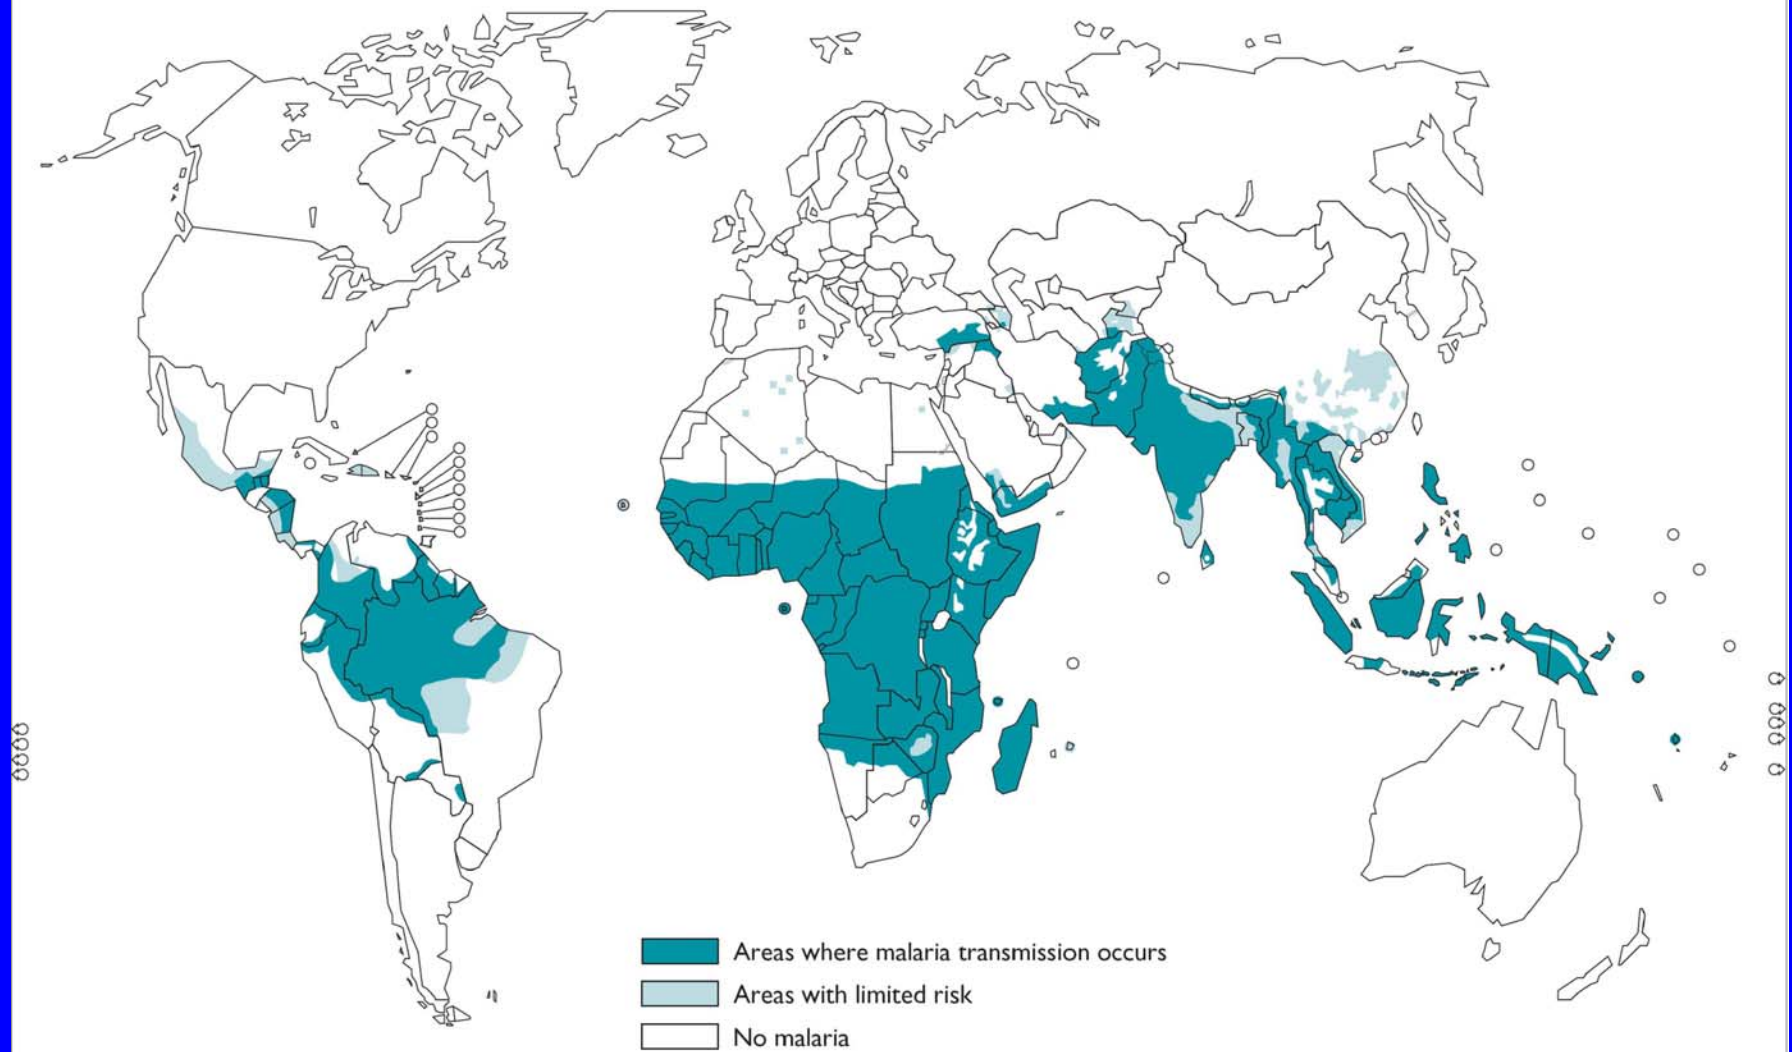 Areas where malaria transmission occurs
Areas with limited risk
No malaria